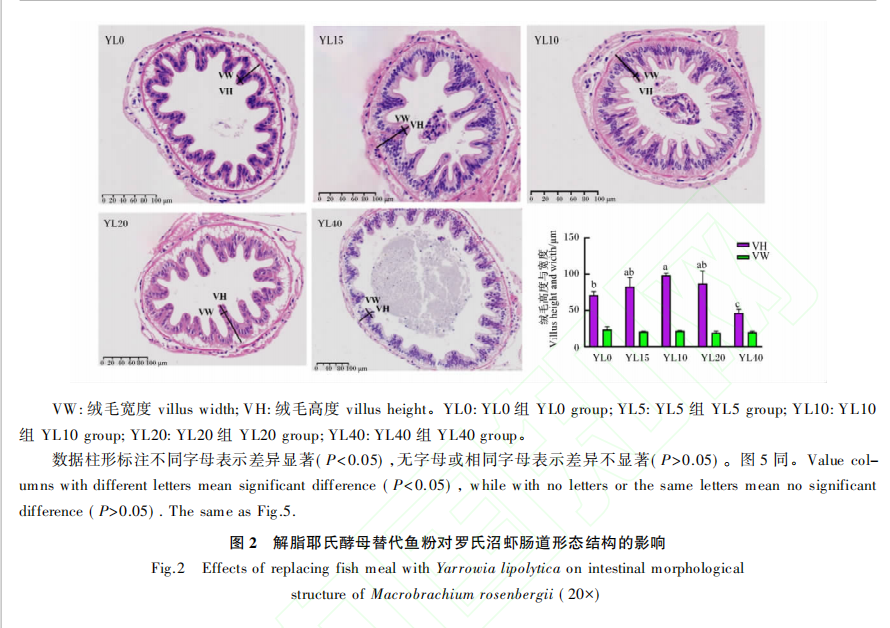 YL0
VW
VH
0 20 40 60 80 100 μm
YL15
VW
VH
0 20 40 60 80 100 μm
YL10
VW
VH
0 20 40 60 80 100 μm
YL20
VH
VW
0 20 40 60 80 100 μm
YL40
VW
VH
0 40 80 100 μm
绒毛高度与宽度
Villus height and width/μm
150
100
50
0
b
ab
a
ab
c
VH
VW
YL0 YL15 YL10 YL20 YL40
VW: 绒毛宽度 villus width; VH: 绒毛高度 villus height。YL0: YL0 组 YL0 group; YL5: YL5 组 YL5 group; YL10: YL10
组 YL10 group; YL20: YL20 组 YL20 group; YL40: YL40 组 YL40 group。
数据柱形标注不同字母表示差异显著( P<0.05) ,无字母或相同字母表示差异不显著( P>0.05) 。图 5 同。Value col-
umns with different letters mean significant difference ( P<0.05) , while with no letters or the same letters mean no significant
difference ( P>0.05) . The same as Fig.5.
图 2 解脂耶氏酵母替代鱼粉对罗氏沼虾肠道形态结构的影响
Fig.2 Effects of replacing fish meal with Yarrowia lipolytica on intestinal morphological
structure of Macrobrachium rosenbergii ( 20×)